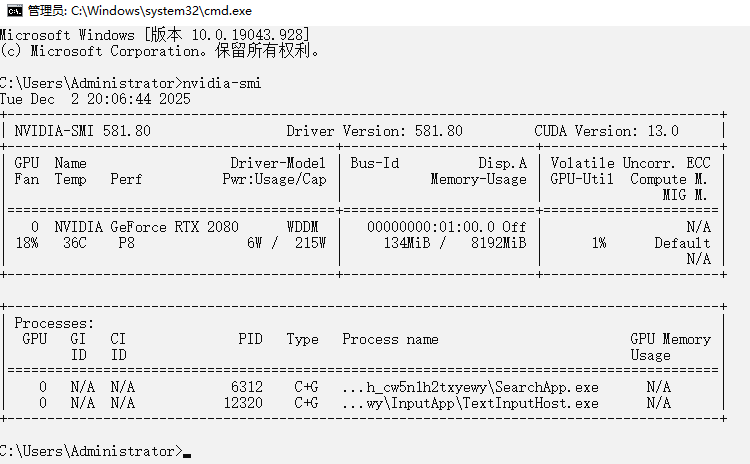 管理员: C:\Windows\system32\cmd.exe
Microsoft Windows [版本 10.0.19043.928]
(c) Microsoft Corporation。保留所有权利。
C:\Users\Administrator>nvidia-smi
Tue Dec  2 20:06:44 2025
+-----------------------------------------------------------------------------------------+
| NVIDIA-SMI 581.80                 Driver Version: 581.80         CUDA Version: 13.0     |
+-----------------------------------------+------------------------+----------------------+
| GPU  Name                  Driver-Model | Bus-Id          Disp.A | Volatile Uncorr. ECC |
| Fan  Temp   Perf          Pwr:Usage/Cap |           Memory-Usage | GPU-Util  Compute M. |
|                                         |                        |               MIG M. |
|=========================================+========================+======================|
|   0  NVIDIA GeForce RTX 2080      WDDM  |   00000000:01:00.0 Off |                  N/A |
| 18%   36C    P8              6W /  215W |     134MiB /   8192MiB |      1%      Default |
|                                         |                        |                  N/A |
+-----------------------------------------+------------------------+----------------------+
+-----------------------------------------------------------------------------------------+
| Processes:                                                                              |
|  GPU   GI   CI              PID   Type   Process name                        GPU Memory |
|        ID   ID                                                               Usage      |
|=========================================================================================|
|    0   N/A  N/A            6312    C+G   ...h_cw5n1h2txyewy\SearchApp.exe      N/A      |
|    0   N/A  N/A           12320    C+G   ...wy\InputApp\TextInputHost.exe      N/A      |
+-----------------------------------------------------------------------------------------+
C:\Users\Administrator>